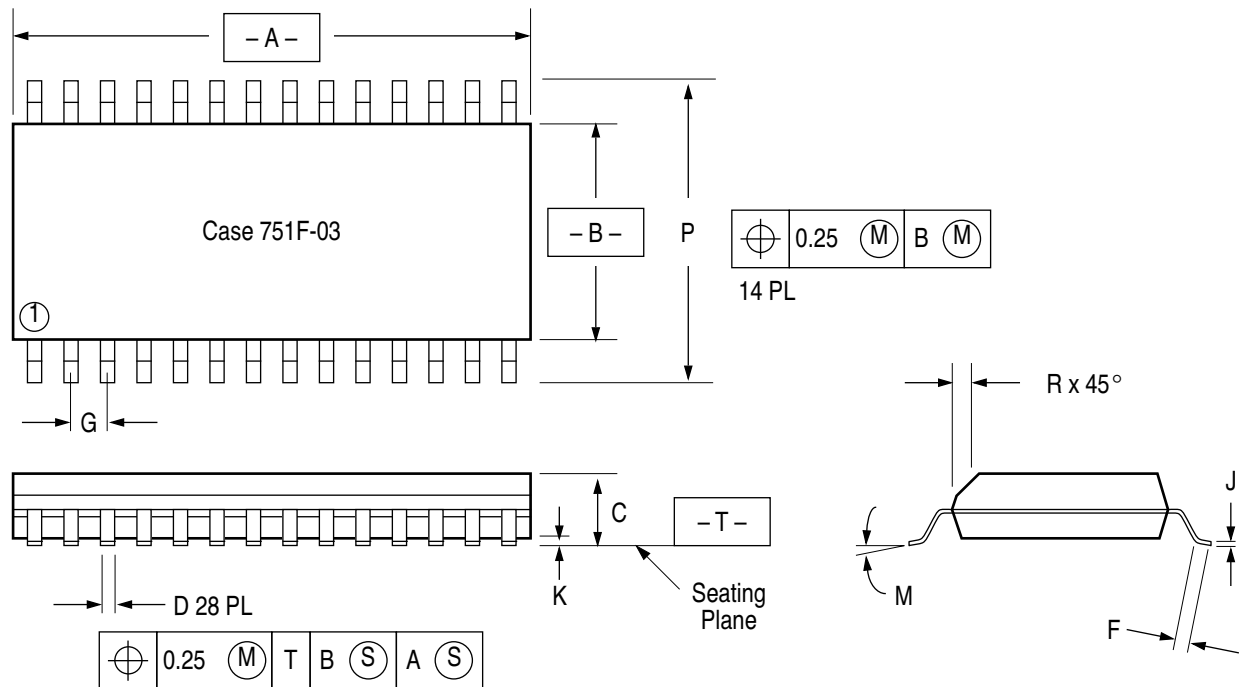 – A –
Case 751F-03
– B –
P
0.25 M B M
14 PL
1
G
R x 45°
J
C
– T –
K
Seating
Plane
M
F
D 28 PL
0.25 M T B S A S